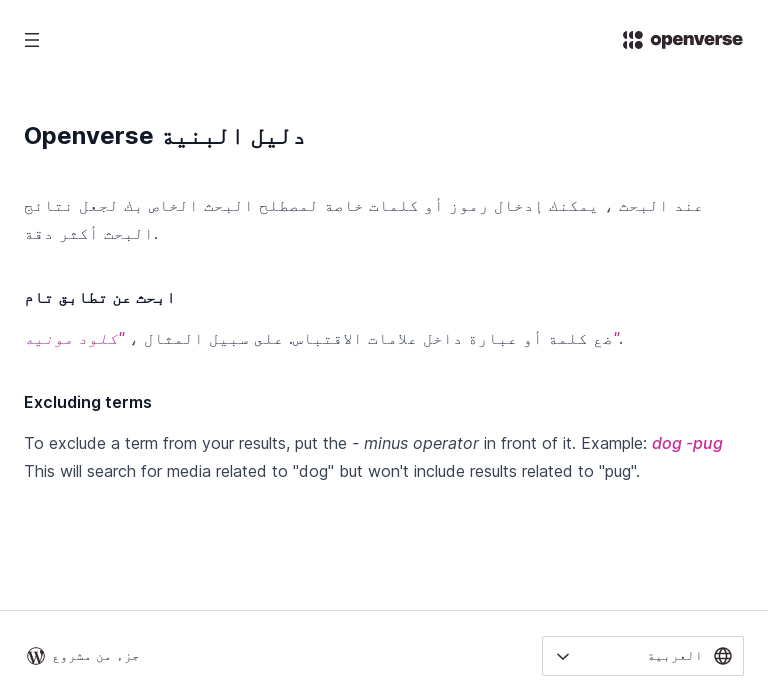 openverse
دليل البنية Openverse
عند البحث ، يمكنك إدخال رموز أو كلمات خاصة لمصطلح البحث الخاص بك لجعل نتائج
البحث أكثر دقة.
ابحث عن تطابق تام
ضع كلمة أو عبارة داخل علامات الاقتباس. على سبيل المثال ، "كلود مونيه".
Excluding terms
To exclude a term from your results, put the - minus operator in front of it. Example: dog -pug
This will search for media related to "dog" but won't include results related to "pug".
جزء من مشروع
العربية